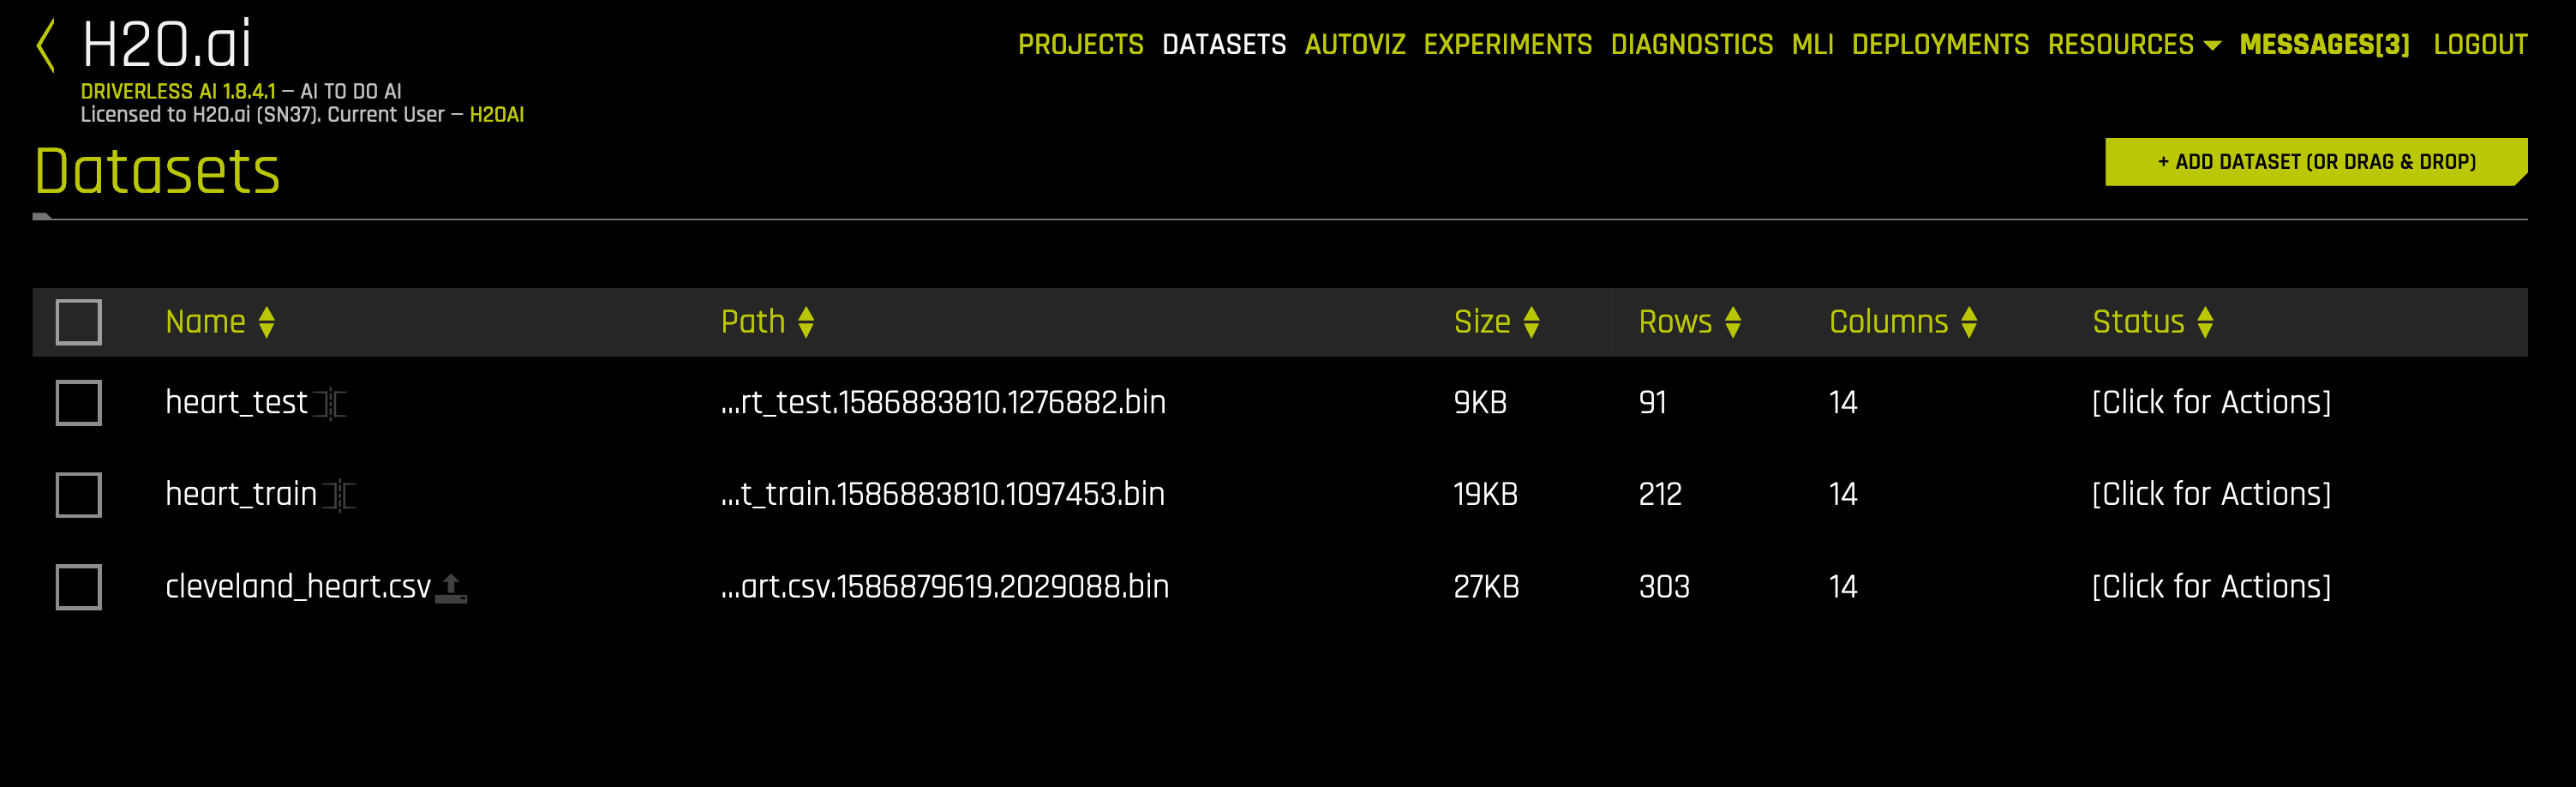 H2O.ai
PROJECTS DATASETS AUTOVIZ EXPERIMENTS DIAGNOSTICS MLI DEPLOYMENTS RESOURCES MESSAGES[3] LOGOUT
DRIVERLESS AI 1.8.4.1 — AI TO DO AI
Licensed to H2O.ai (SN37). Current User — H2OAI
Datasets
+ ADD DATASET (OR DRAG & DROP)
Name Path Size Rows Columns Status
heart_test ...rt_test.1586883810.1276882.bin 9KB 91 14 [Click for Actions]
heart_train ...t_train.1586883810.1097453.bin 19KB 212 14 [Click for Actions]
cleveland_heart.csv ...art.csv.1586879619.2029088.bin 27KB 303 14 [Click for Actions]